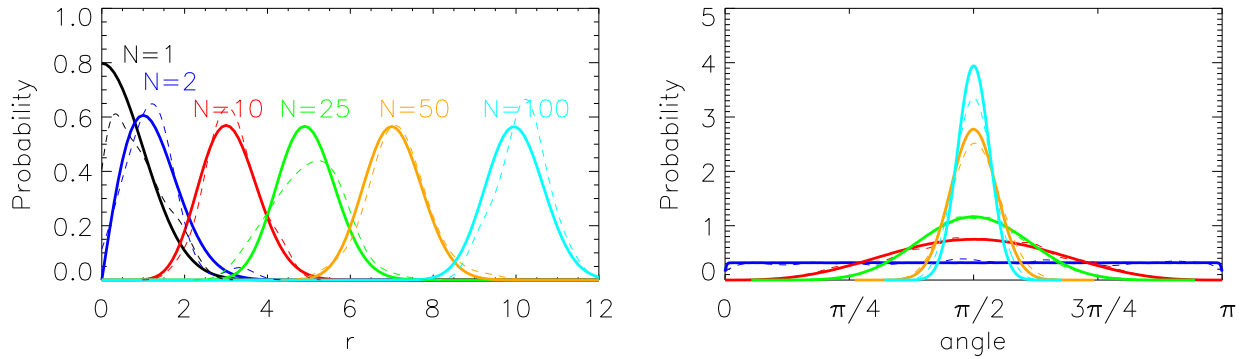 1.0
0.8
0.6
0.4
0.2
0.0
Probability
N=1
N=2
N=10
N=25
N=50
N=100
0
2
4
6
8
10
12
r
5
4
3
2
1
0
Probability
0
π/4
π/2
3π/4
π
angle